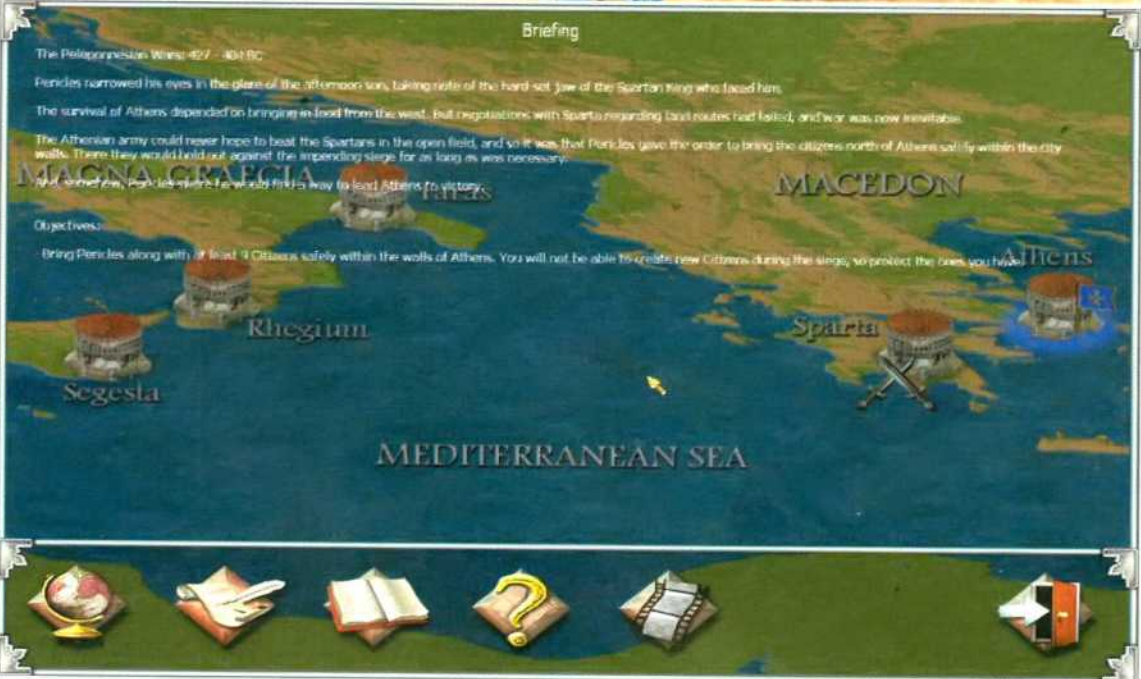 Briefing
The Peloponnesian Wars: 427 - 404 BC
Pericles narrowed his eyes in the glare of the afternoon sun, taking note of the hard set jaw of the Spartan King who faced him.
The survival of Athens depended on bringing in food from the west. But negotiations with Sparta regarding land routes had failed, and war was now inevitable.
The Athenian army could never hope to beat the Spartans in the open field, and so it was that Pericles gave the order to bring the citizens north of Athens safely within the city
walls. There they would hold out against the impending siege for as long as was necessary.
MAGNA GRAECIA
MACEDON
And, somehow, Pericles swore he would find a way to lead Athens to victory.
Taras
Objectives:
Bring Pericles along with at least 9 Citizens safely within the walls of Athens. You will not be able to create new Citizens during the siege, so protect the ones you have.
Athens
Rhegium
Sparta
Segesta
MEDITERRANEAN SEA